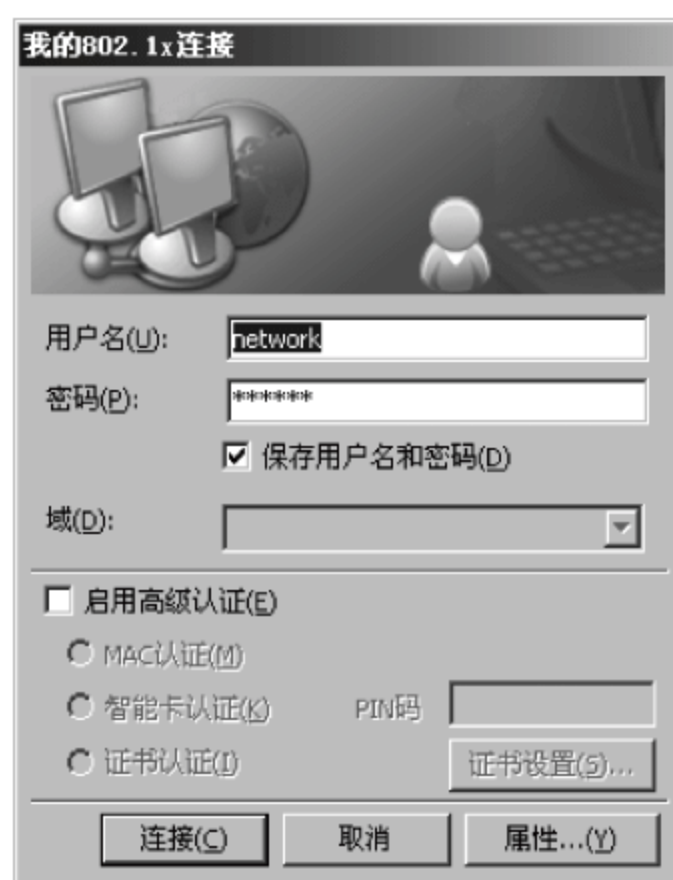 我的802.1x连接
用户名(U): network
密码(P): ******
保存用户名和密码(D)
域(D):
启用高级认证(E)
MAC认证(M)
智能卡认证(K) PIN码
证书认证(I)
证书设置(S)...
连接(C) 取消 属性...(Y)